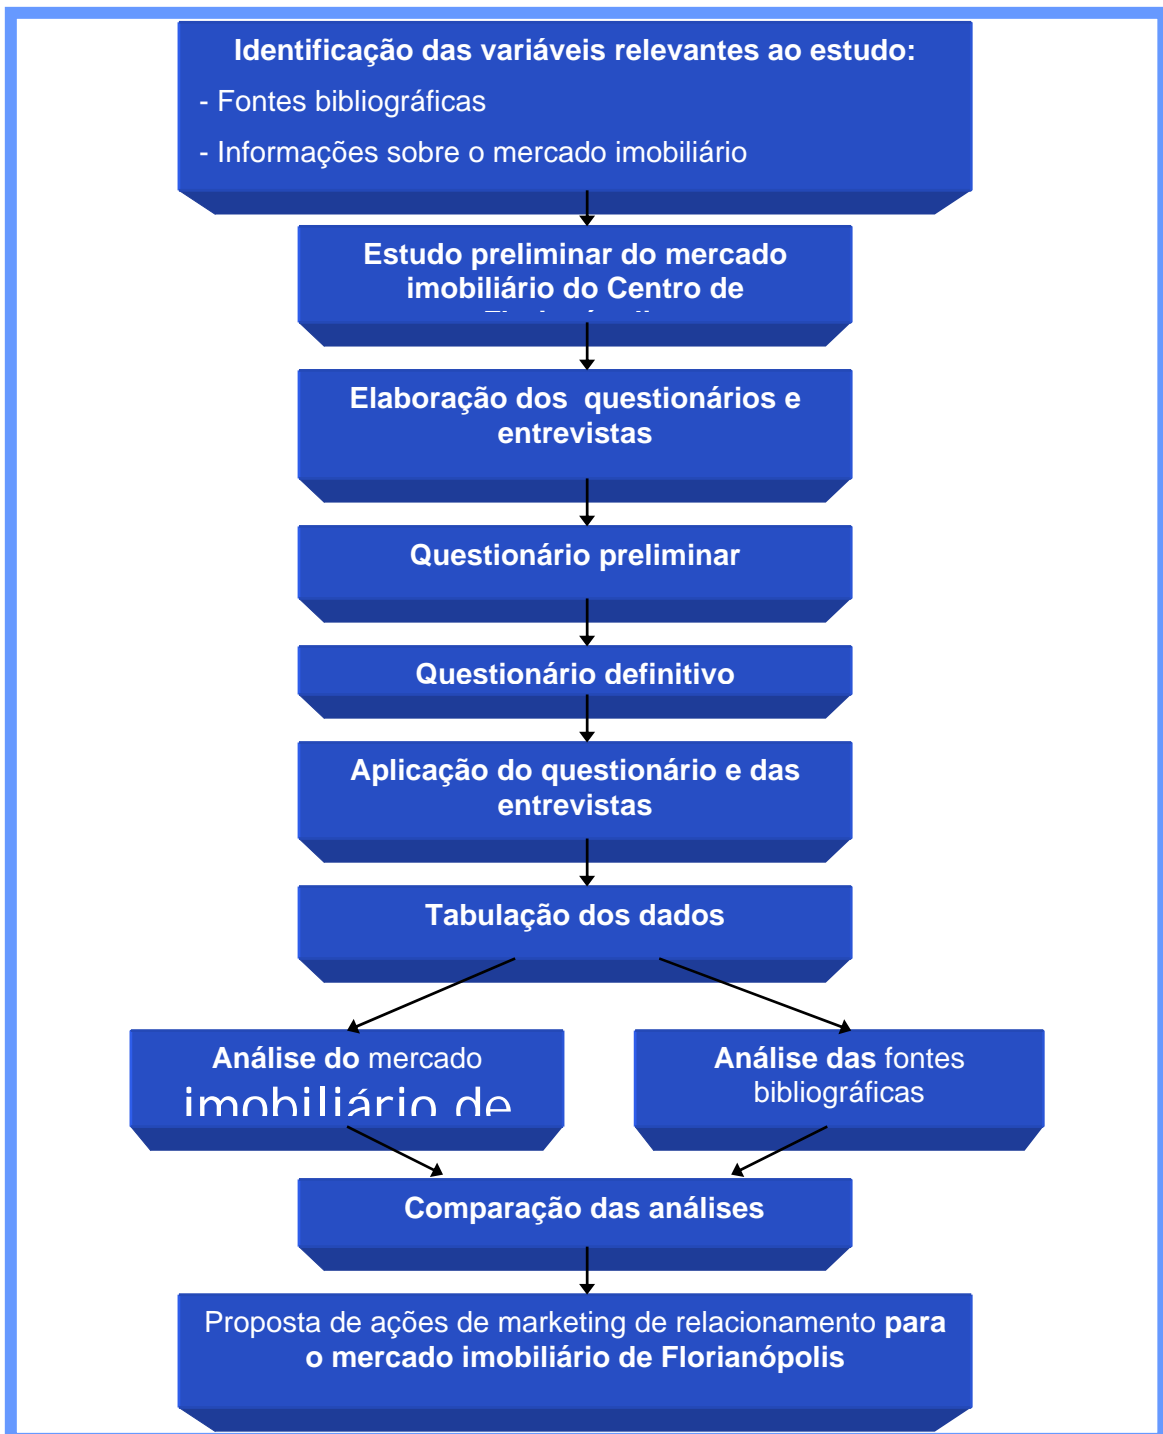 Identificação das variáveis relevantes ao estudo:
- Fontes bibliográficas
- Informações sobre o mercado imobiliário
Estudo preliminar do mercado
imobiliário do Centro de
Elaboração dos questionários e
entrevistas
Questionário preliminar
Questionário definitivo
Aplicação do questionário e das
entrevistas
Tabulação dos dados
Análise do mercado
imobiliário de
Análise das fontes
bibliográficas
Comparação das análises
Proposta de ações de marketing de relacionamento para
o mercado imobiliário de Florianópolis